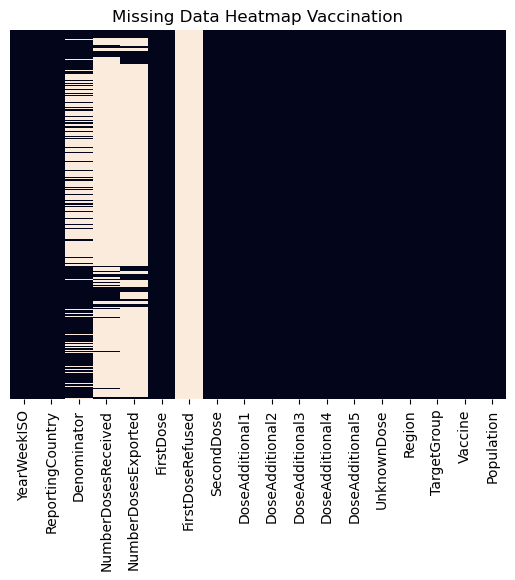 Missing Data Heatmap Vaccination
YearWeekISO
ReportingCountry
Denominator
NumberDosesReceived
NumberDosesExported
FirstDose
FirstDoseRefused
SecondDose
DoseAdditional1
DoseAdditional2
DoseAdditional3
DoseAdditional4
DoseAdditional5
UnknownDose
Region
TargetGroup
Vaccine
Population